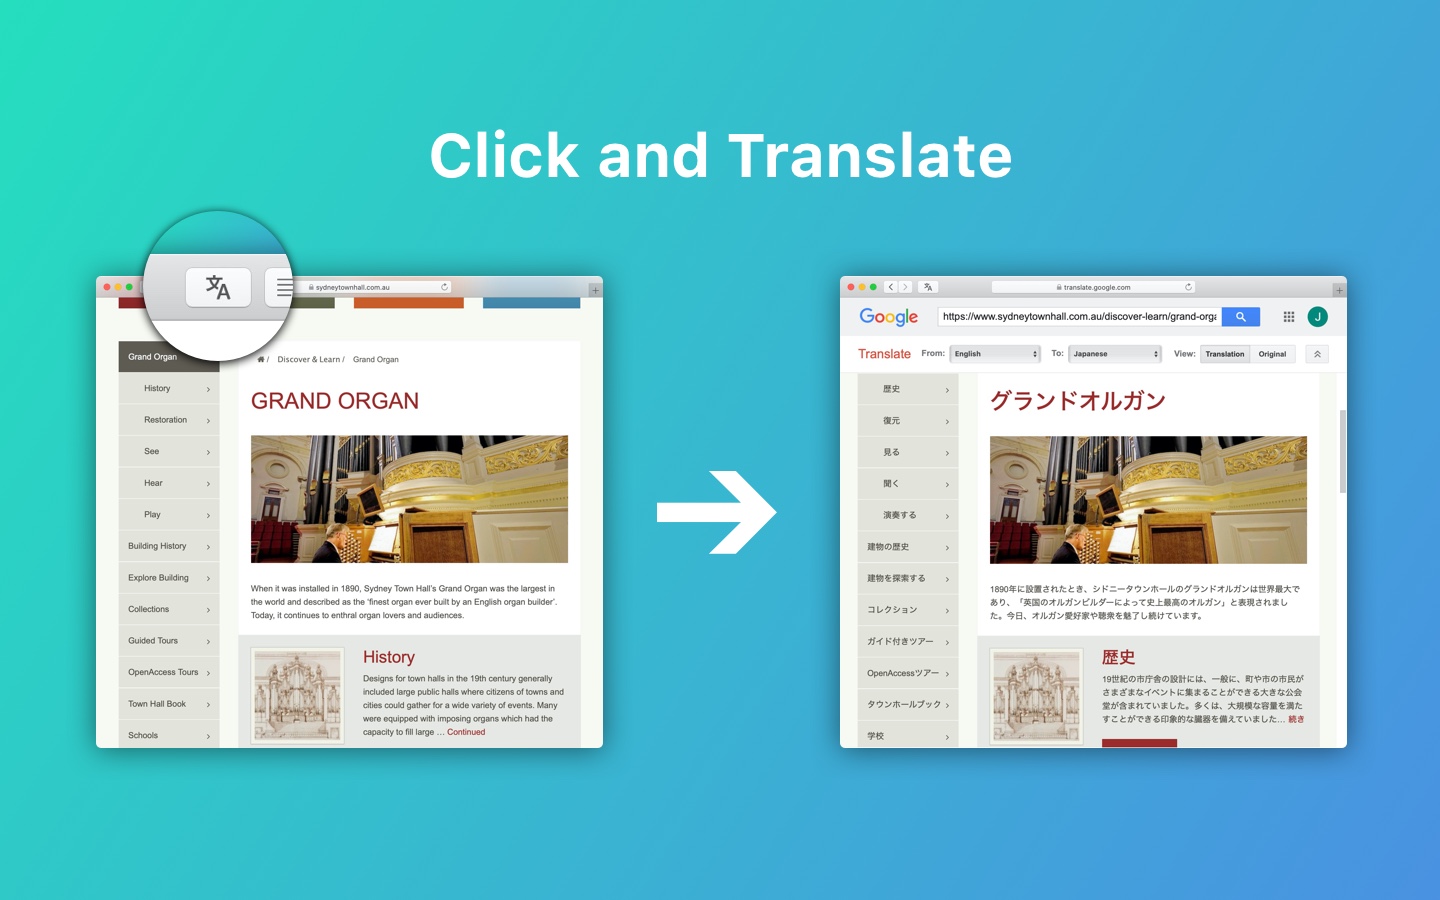 Click and Translate
文A
sydneytownhall.com.au
Grand Organ
History
Restoration
See
Hear
Play
Building History
Explore Building
Collections
Guided Tours
OpenAccess Tours
Town Hall Book
Schools
/ Discover & Learn / Grand Organ
GRAND ORGAN
When it was installed in 1890, Sydney Town Hall's Grand Organ was the largest in
the world and described as the 'finest organ ever built by an English organ builder'.
Today, it continues to enthral organ lovers and audiences.
History
Designs for town halls in the 19th century generally
included large public halls where citizens of towns and
cities could gather for a wide variety of events. Many
were equipped with imposing organs which had the
capacity to fill large … Continued
文A
translate.google.com
Google
https://www.sydneytownhall.com.au/discover-learn/grand-orga
J
Translate From: English To: Japanese View: Translation Original
歴史
復元
見る
聞く
演奏する
建物の歴史
建物を探索する
コレクション
ガイド付きツアー
OpenAccessツアー
タウンホールブック
学校
グランドオルガン
1890年に設置されたとき、シドニータウンホールのグランドオルガンは世界最大で
あり、「英国のオルガンビルダーによって史上最高のオルガン」と表現されまし
た。今日、オルガン愛好家や聴衆を魅了し続けています。
歴史
19世紀の市庁舎の設計には、一般に、町や市の市民が
さまざまなイベントに集まることができる大きな公会
堂が含まれていました。多くは、大規模な容量を満た
すことができる印象的な臓器を備えていました… 続き